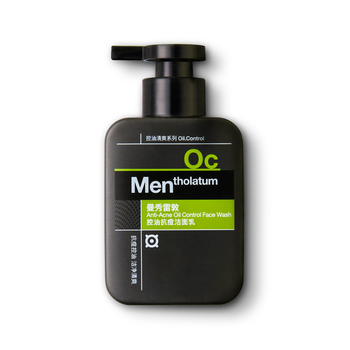 控油清爽系列 Oil.Control
Oc
Mentholatum
曼秀雷敦
Anti-Acne Oil Control Face Wash
控油抗痘洁面乳
抗痘控油 洁净清爽